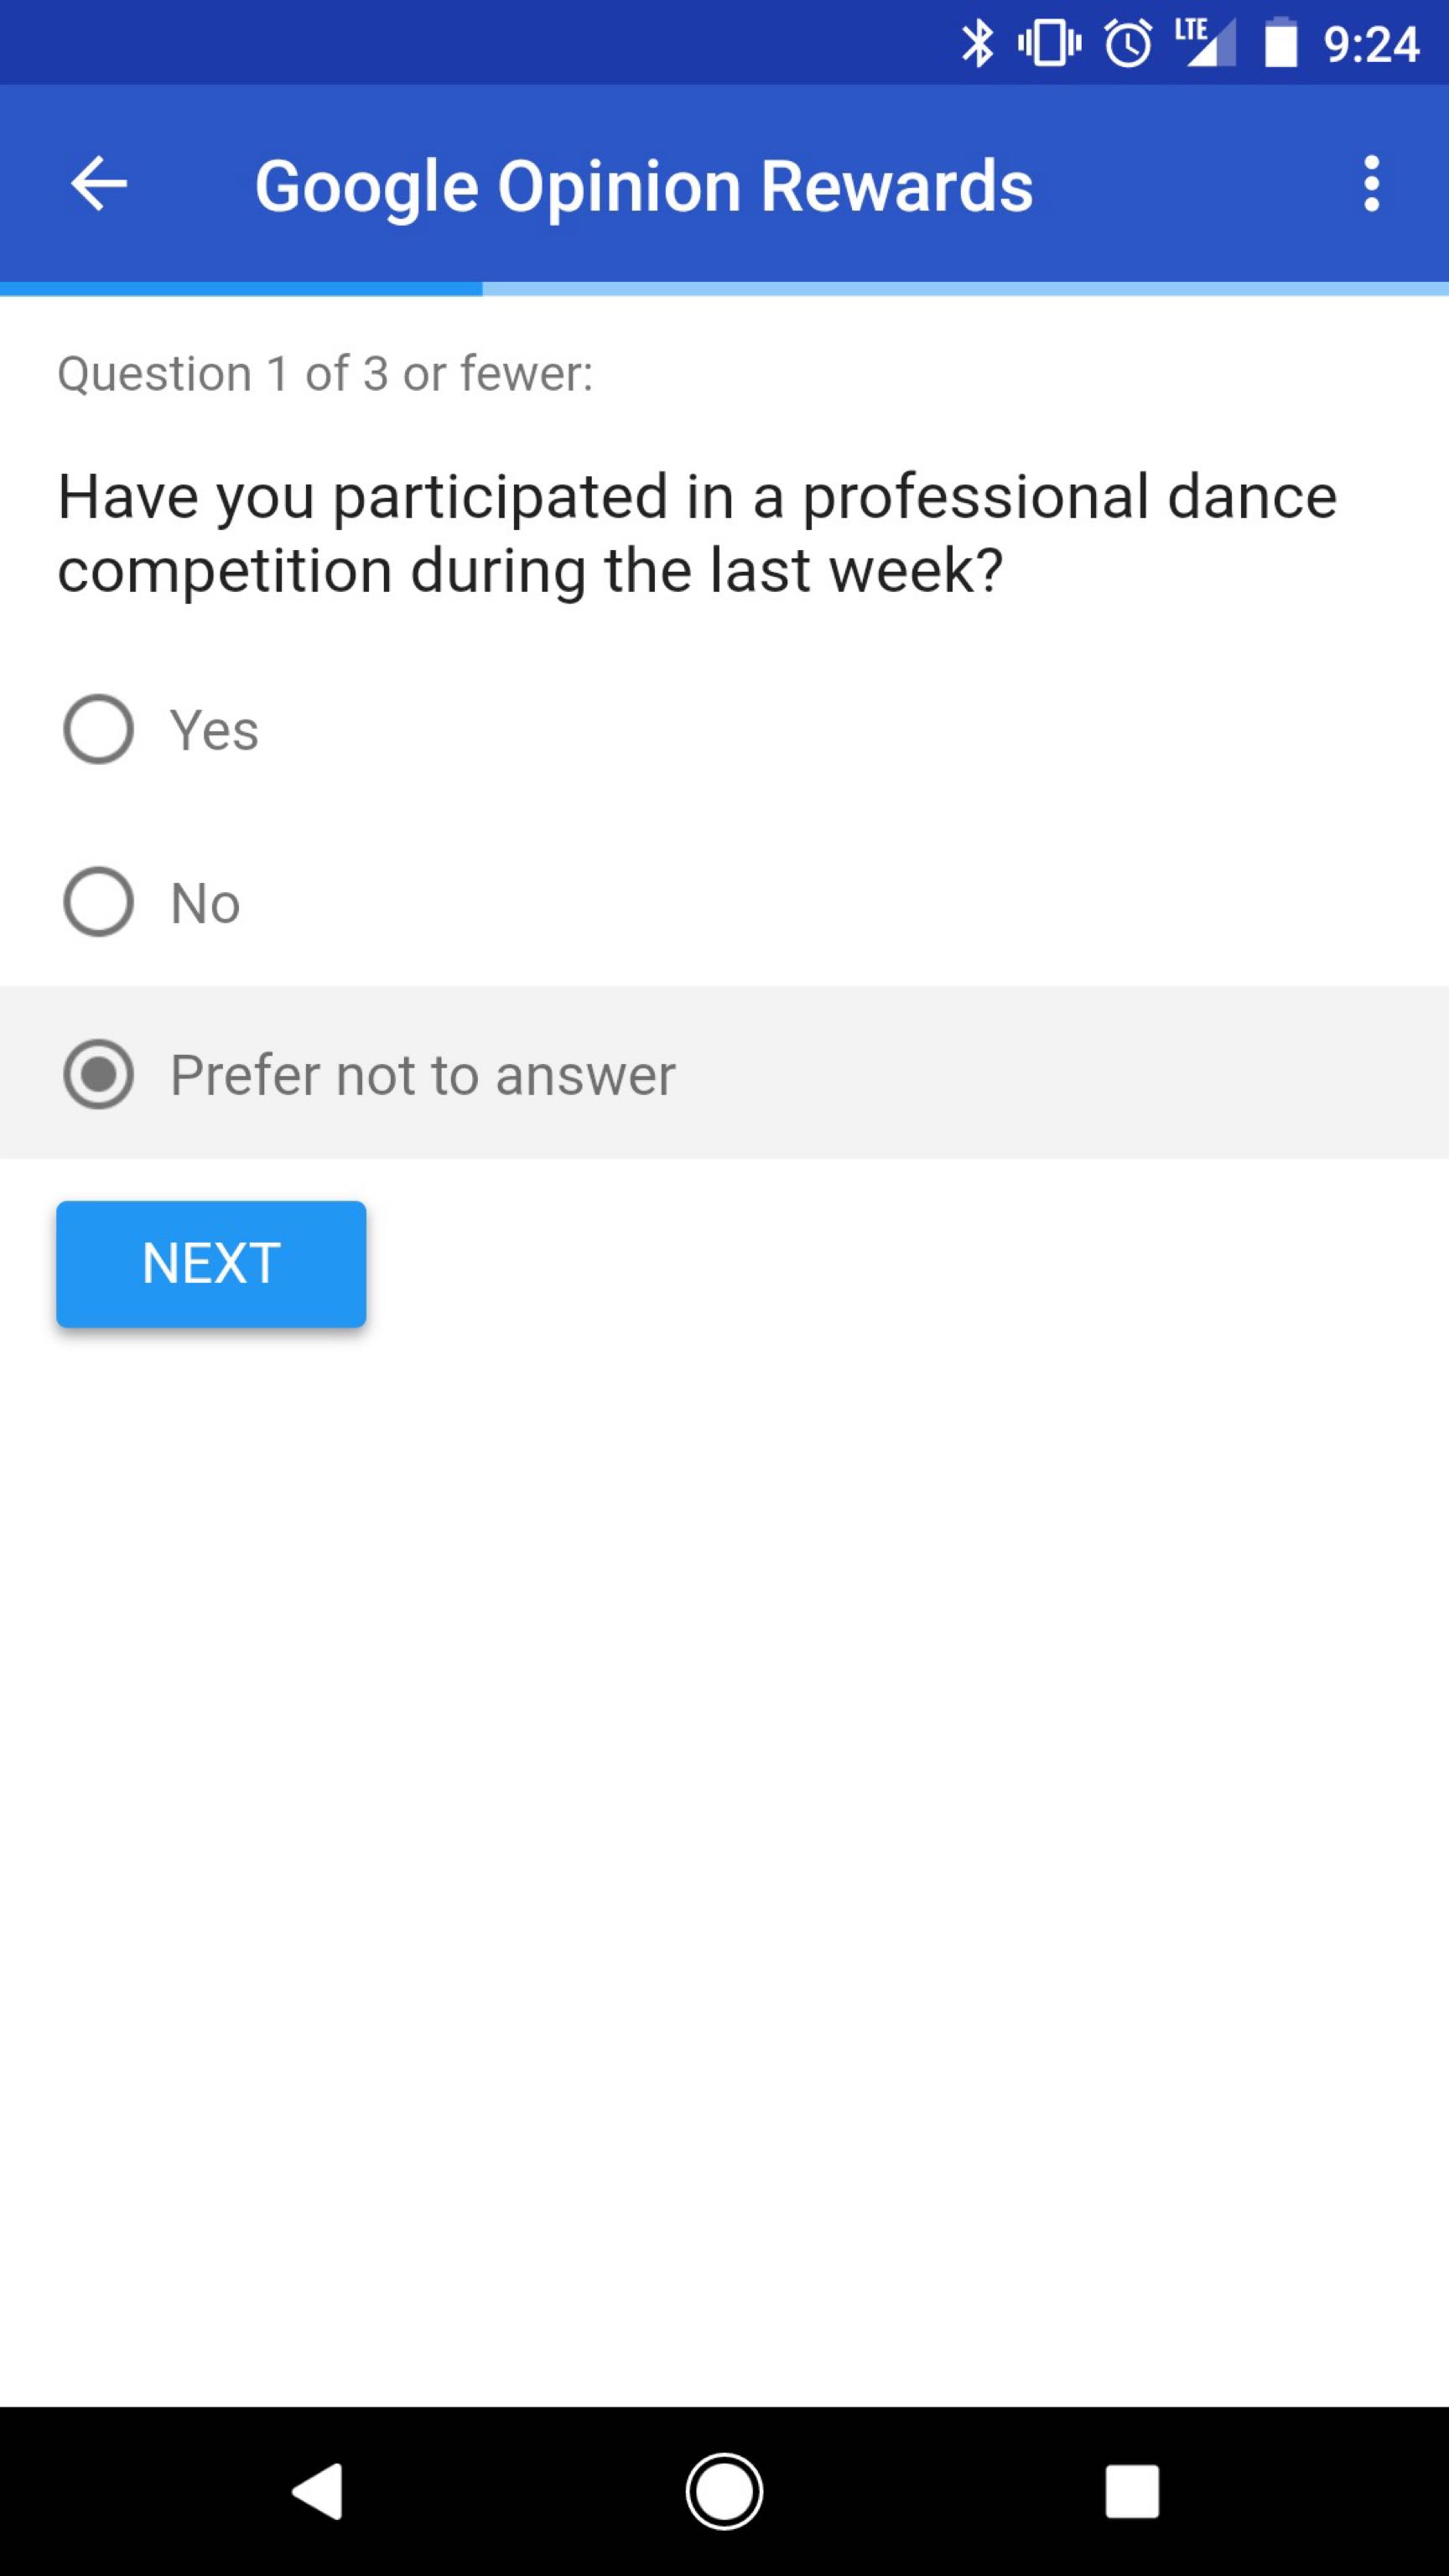 LTE 9:24
Google Opinion Rewards
Question 1 of 3 or fewer:
Have you participated in a professional dance
competition during the last week?
Yes
No
Prefer not to answer
NEXT